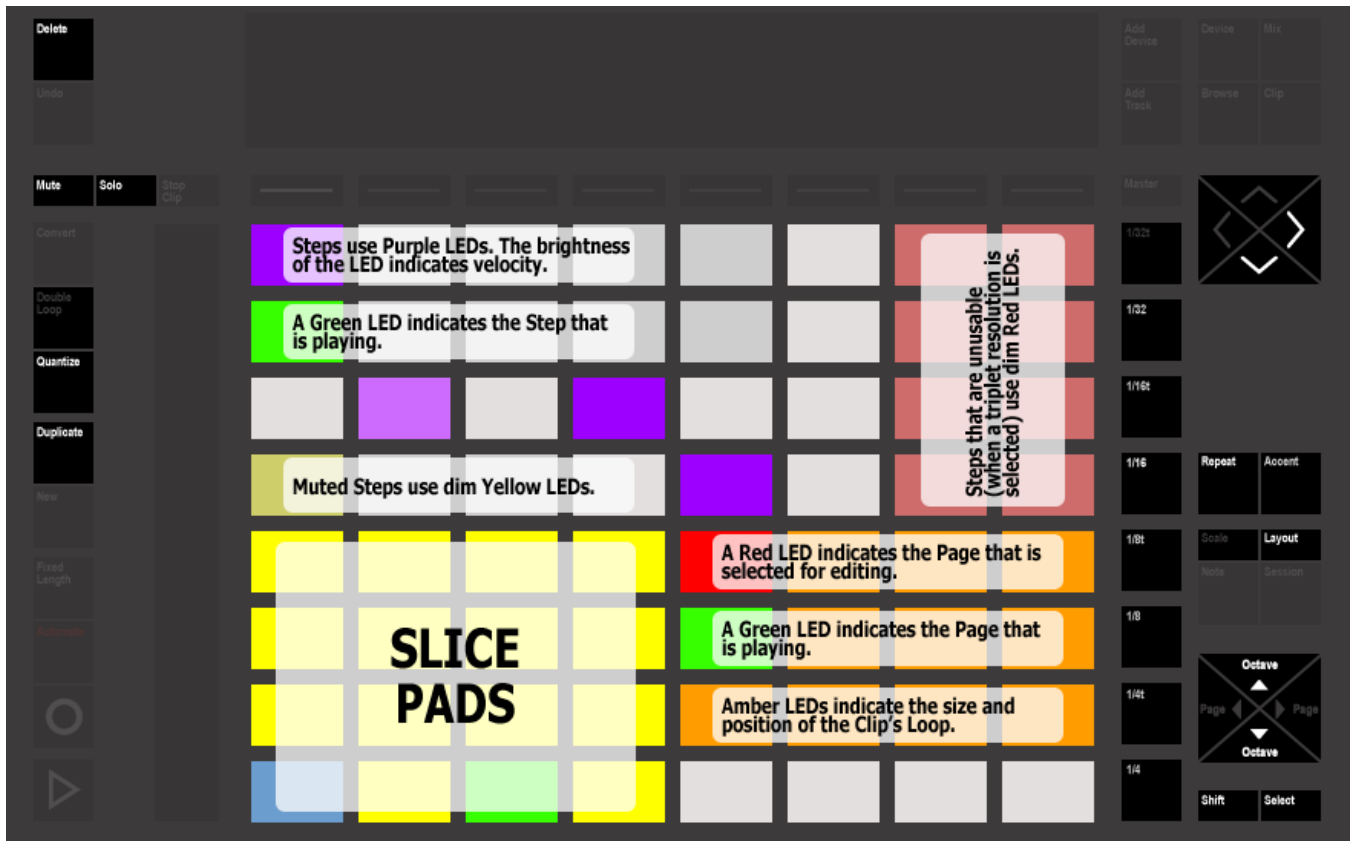 Delete
Add
Device
Device
Mix
Undo
Add
Track
Browse
Clip
Mute
Solo
Stop
Clip
Master
Convert
Steps use Purple LEDs. The brightness
of the LED indicates velocity.
Steps that are unusable
(when a triplet resolution is
selected) use dim Red LEDs.
1/32t
Double
Loop
A Green LED indicates the Step that
is playing.
1/32
Quantize
1/16t
Duplicate
Muted Steps use dim Yellow LEDs.
1/16
Repeat
Accent
New
A Red LED indicates the Page that is
selected for editing.
1/8t
Scale
Layout
Fixed
Length
Note
Session
SLICE
PADS
A Green LED indicates the Page that
is playing.
1/8
Automate
Octave
Amber LEDs indicate the size and
position of the Clip's Loop.
1/4t
Page
Page
Octave
1/4
Shift
Select